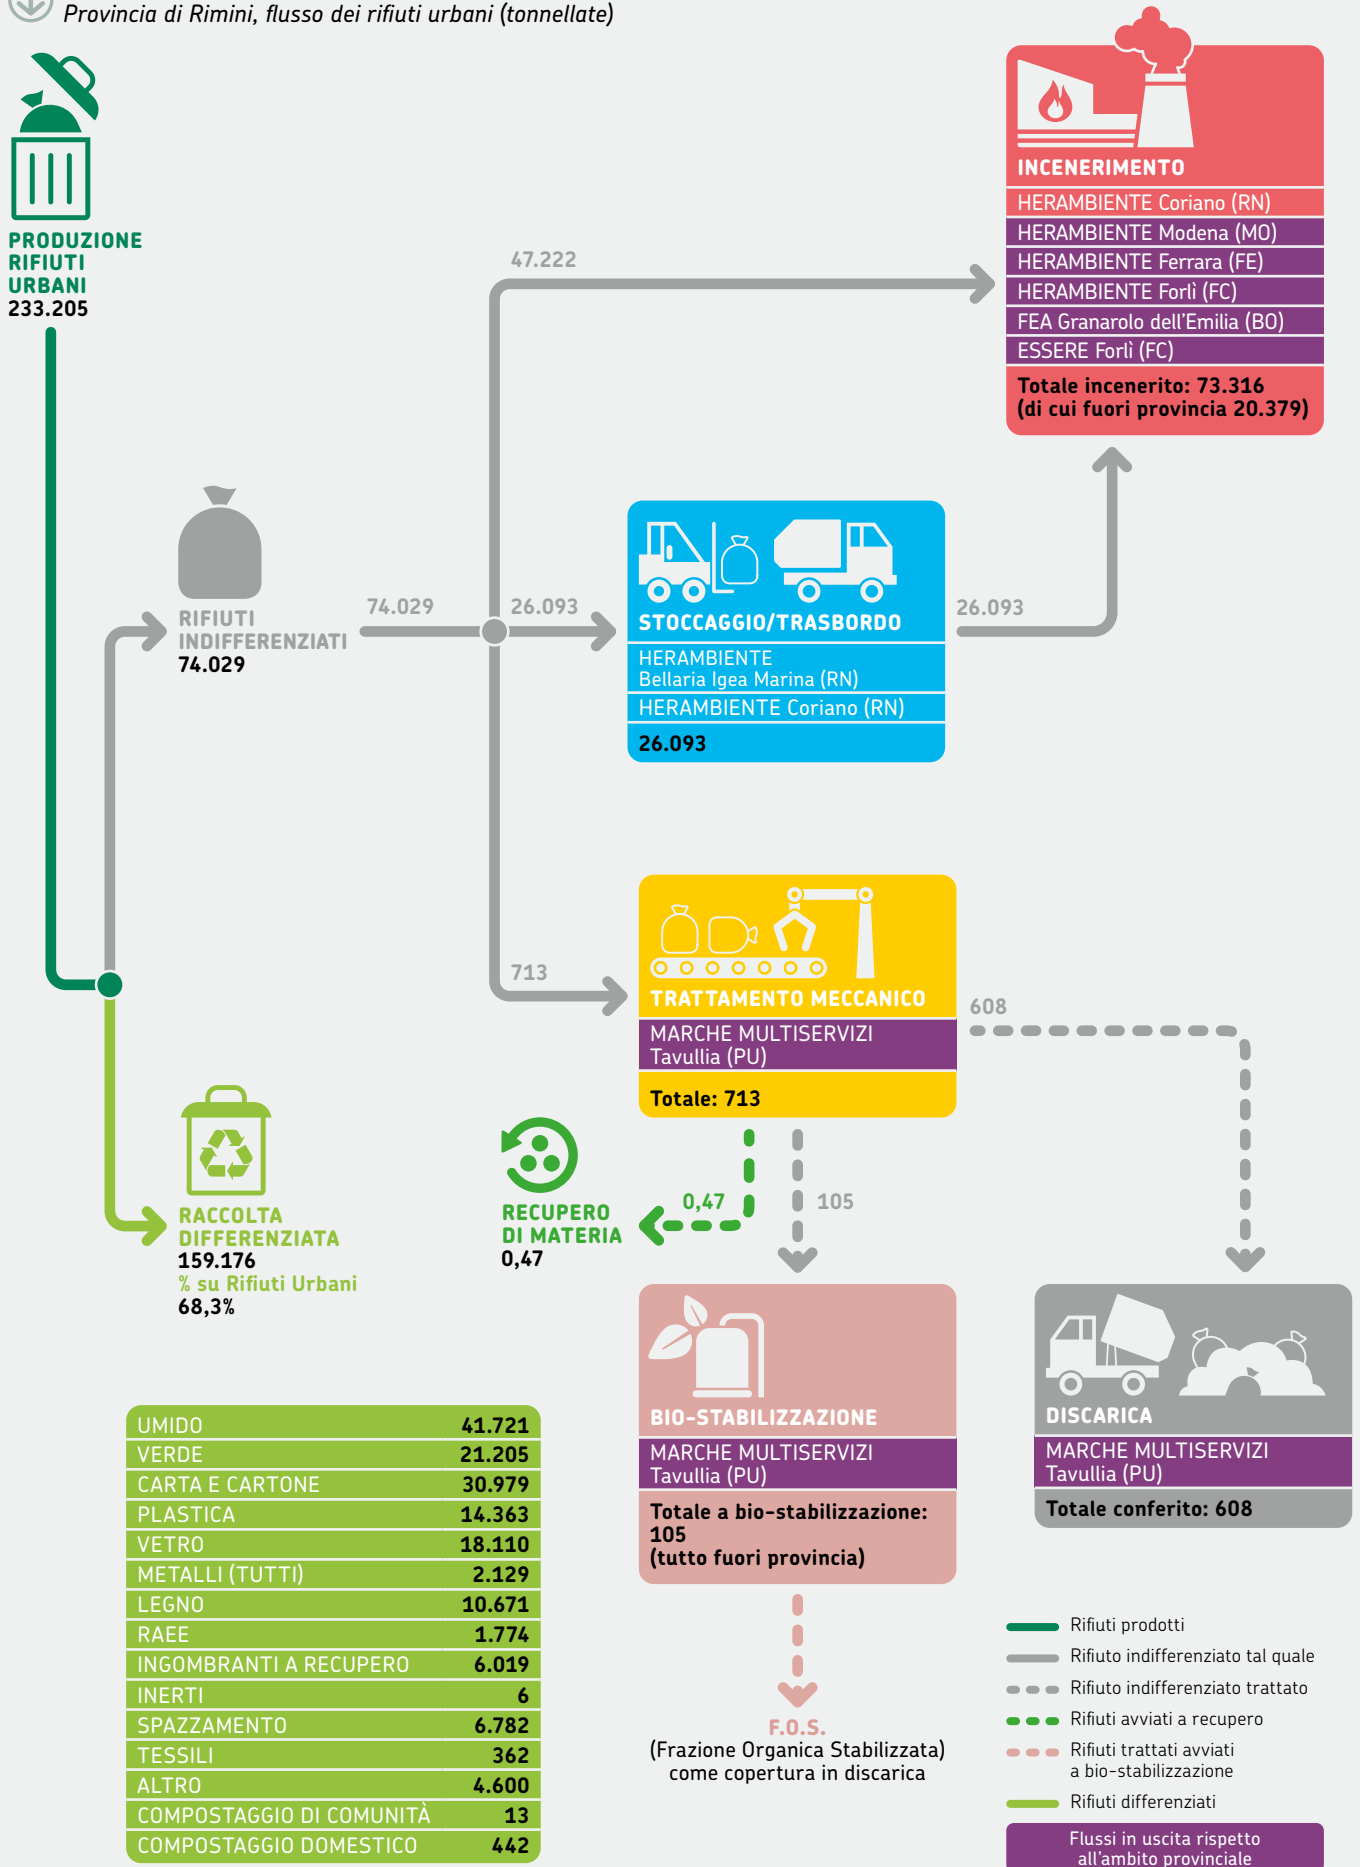 Provincia di Rimini, flusso dei rifiuti urbani (tonnellate)
PRODUZIONE
RIFIUTI
URBANI
233.205
INCENERIMENTO
HERAMBIENTE Coriano (RN)
HERAMBIENTE Modena (MO)
HERAMBIENTE Ferrara (FE)
HERAMBIENTE Forlì (FC)
FEA Granarolo dell'Emilia (BO)
ESSERE Forlì (FC)
Totale incenerito: 73.316
(di cui fuori provincia 20.379)
47.222
RIFIUTI
INDIFFERENZIATI
74.029
74.029
26.093
STOCCAGGIO/TRASBORDO
HERAMBIENTE
Bellaria Igea Marina (RN)
HERAMBIENTE Coriano (RN)
26.093
26.093
713
TRATTAMENTO MECCANICO
MARCHE MULTISERVIZI
Tavullia (PU)
Totale: 713
608
RACCOLTA
DIFFERENZIATA
159.176
% su Rifiuti Urbani
68,3%
RECUPERO
DI MATERIA
0,47
0,47
105
BIO-STABILIZZAZIONE
MARCHE MULTISERVIZI
Tavullia (PU)
Totale a bio-stabilizzazione:
105
(tutto fuori provincia)
DISCARICA
MARCHE MULTISERVIZI
Tavullia (PU)
Totale conferito: 608
UMIDO 41.721
VERDE 21.205
CARTA E CARTONE 30.979
PLASTICA 14.363
VETRO 18.110
METALLI (TUTTI) 2.129
LEGNO 10.671
RAEE 1.774
INGOMBRANTI A RECUPERO 6.019
INERTI 6
SPAZZAMENTO 6.782
TESSILI 362
ALTRO 4.600
COMPOSTAGGIO DI COMUNITÀ 13
COMPOSTAGGIO DOMESTICO 442
F.O.S.
(Frazione Organica Stabilizzata)
come copertura in discarica
Rifiuti prodotti
Rifiuto indifferenziato tal quale
Rifiuto indifferenziato trattato
Rifiuti avviati a recupero
Rifiuti trattati avviati
a bio-stabilizzazione
Rifiuti differenziati
Flussi in uscita rispetto
all'ambito provinciale